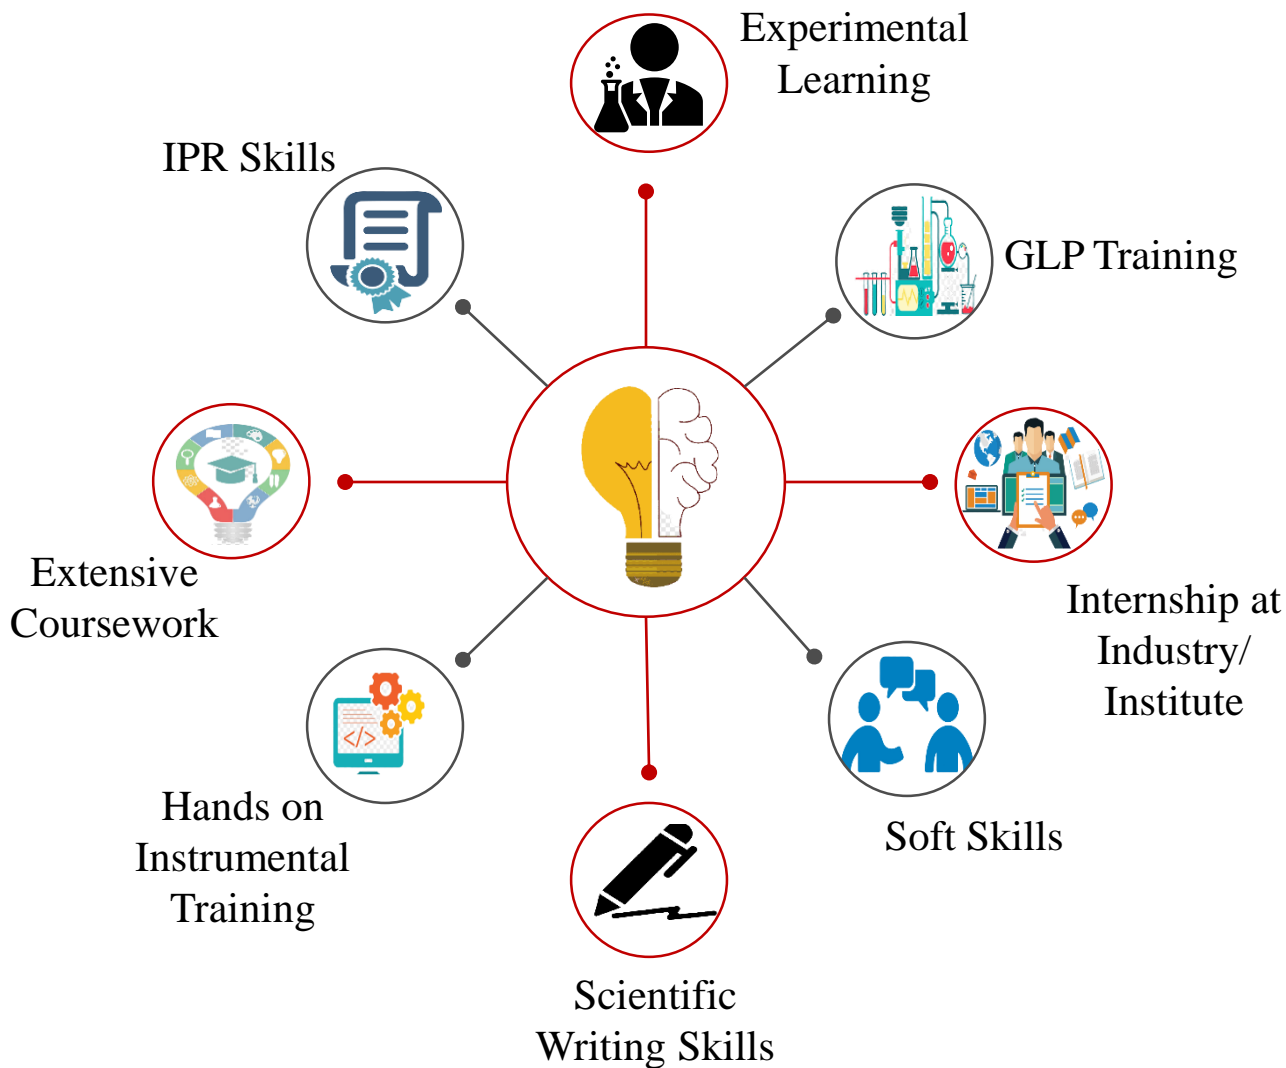 Experimental
Learning
IPR Skills
GLP Training
Extensive
Coursework
Internship at
Industry/
Institute
Hands on
Instrumental
Training
Soft Skills
Scientific
Writing Skills